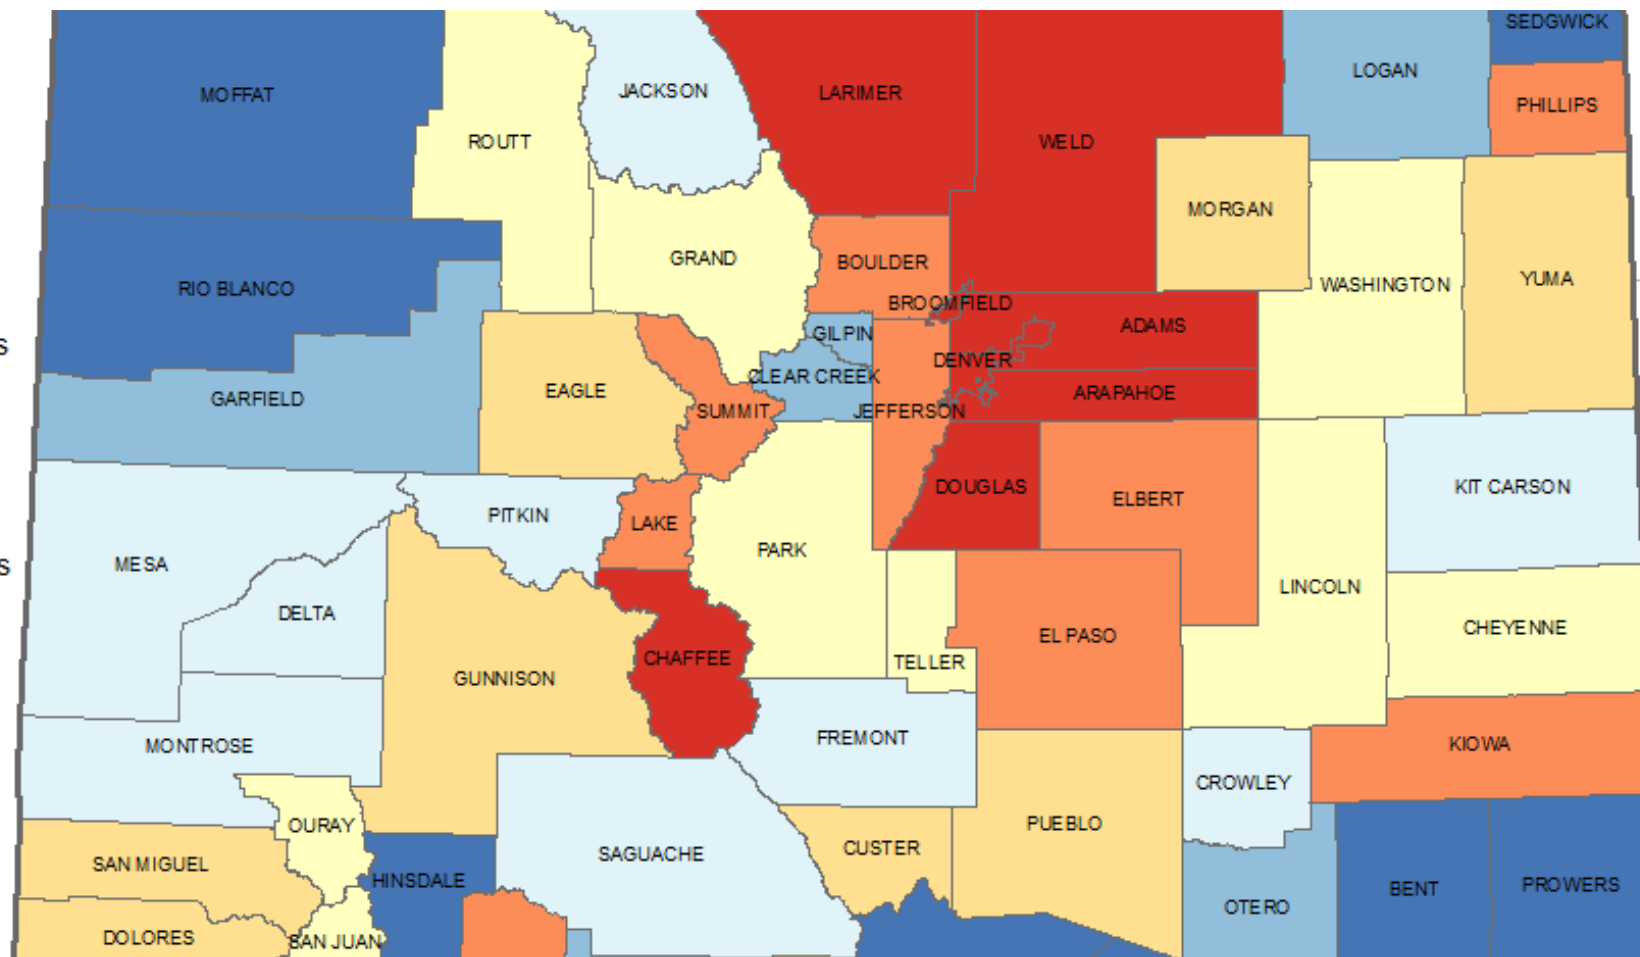 SEDGWICK
LOGAN
MOFFAT
JACKSON
LARIMER
PHILLIPS
ROUTT
WELD
MORGAN
GRAND
BOULDER
YUMA
RIO BLANCO
WASHINGTON
BROOMFIELD
ADAMS
GILPIN
S
DENVER
CLEAR CREEK
EAGLE
ARAPAHOE
GARFIELD
SUMMIT
JEFFERSON
DOUGLAS
KIT CARSON
ELBERT
PITKIN
LAKE
PARK
MESA
S
LINCOLN
DELTA
CHEYENNE
EL PASO
CHAFFEE
TELLER
GUNNISON
FREMONT
KIOWA
MONTROSE
CROWLEY
PUEBLO
OURAY
CUSTER
SAGUACHE
SAN MIGUEL
HINSDALE
PROWERS
BENT
OTERO
DOLORES
SAN JUAN